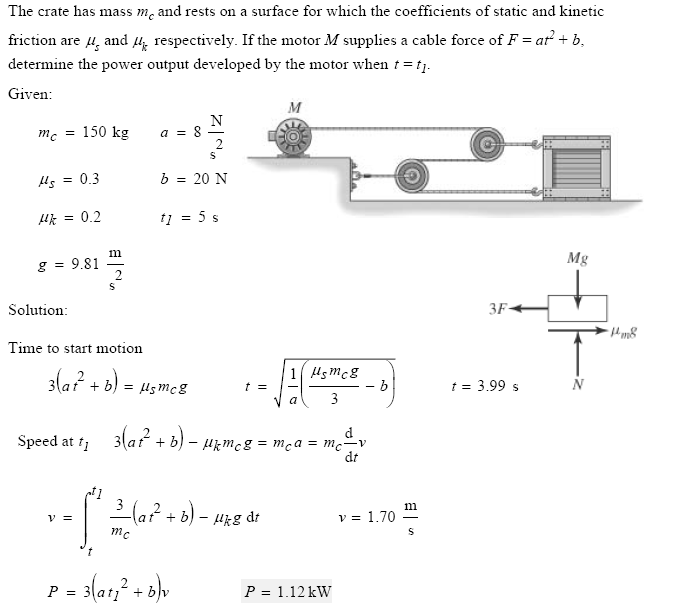 The crate has mass m_c and rests on a surface for which the coefficients of static and kinetic
friction are μ_s and μ_k respectively. If the motor M supplies a cable force of F = at² + b,
determine the power output developed by the motor when t = t₁.
Given:
M
m_c = 150 kg a = 8 N/s²
μ_s = 0.3 b = 20 N
μ_k = 0.2 t₁ = 5 s
g = 9.81 m/s²
Mg
Solution:
3F
μ_mg
Time to start motion
N
3(at² + b) = μ_s m_c g t = √(1/a (μ_s m_c g/3 − b)) t = 3.99 s
Speed at t₁ 3(at² + b) − μ_k m_c g = m_c a = m_c d/dt v
v = ∫_t^t₁ 3/m_c (at² + b) − μ_k g dt v = 1.70 m/s
P = 3(at₁² + b)v P = 1.12 kW